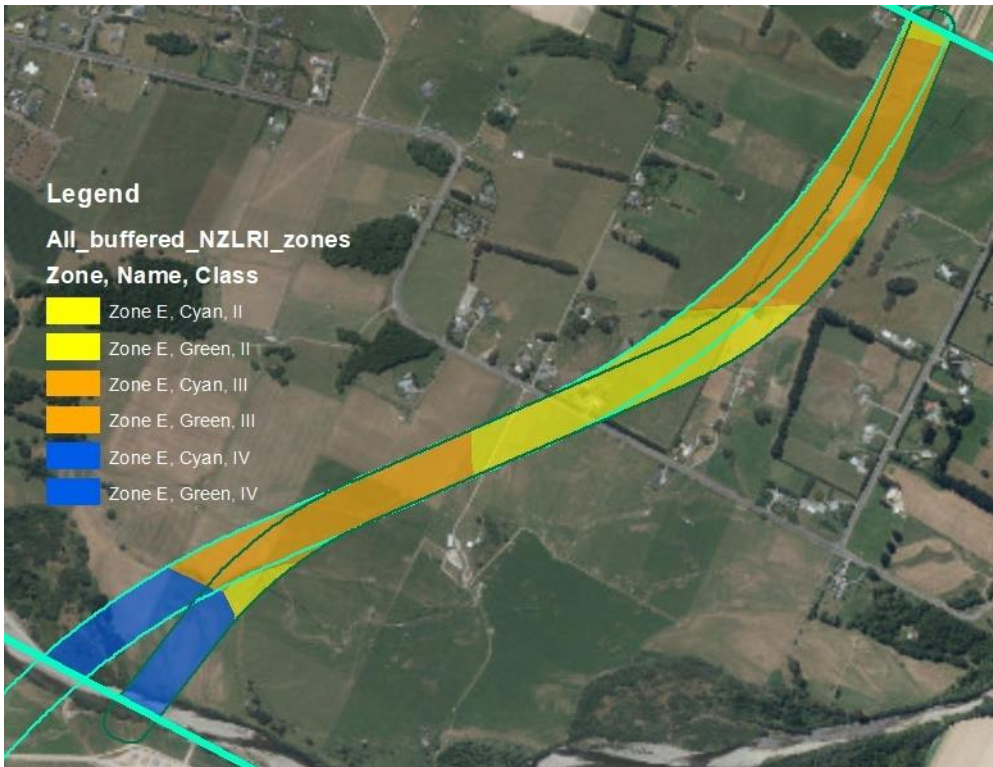 Legend
All_buffered_NZLRI_zones
Zone, Name, Class
Zone E, Cyan, II
Zone E, Green, II
Zone E, Cyan, III
Zone E, Green, III
Zone E, Cyan, IV
Zone E, Green, IV